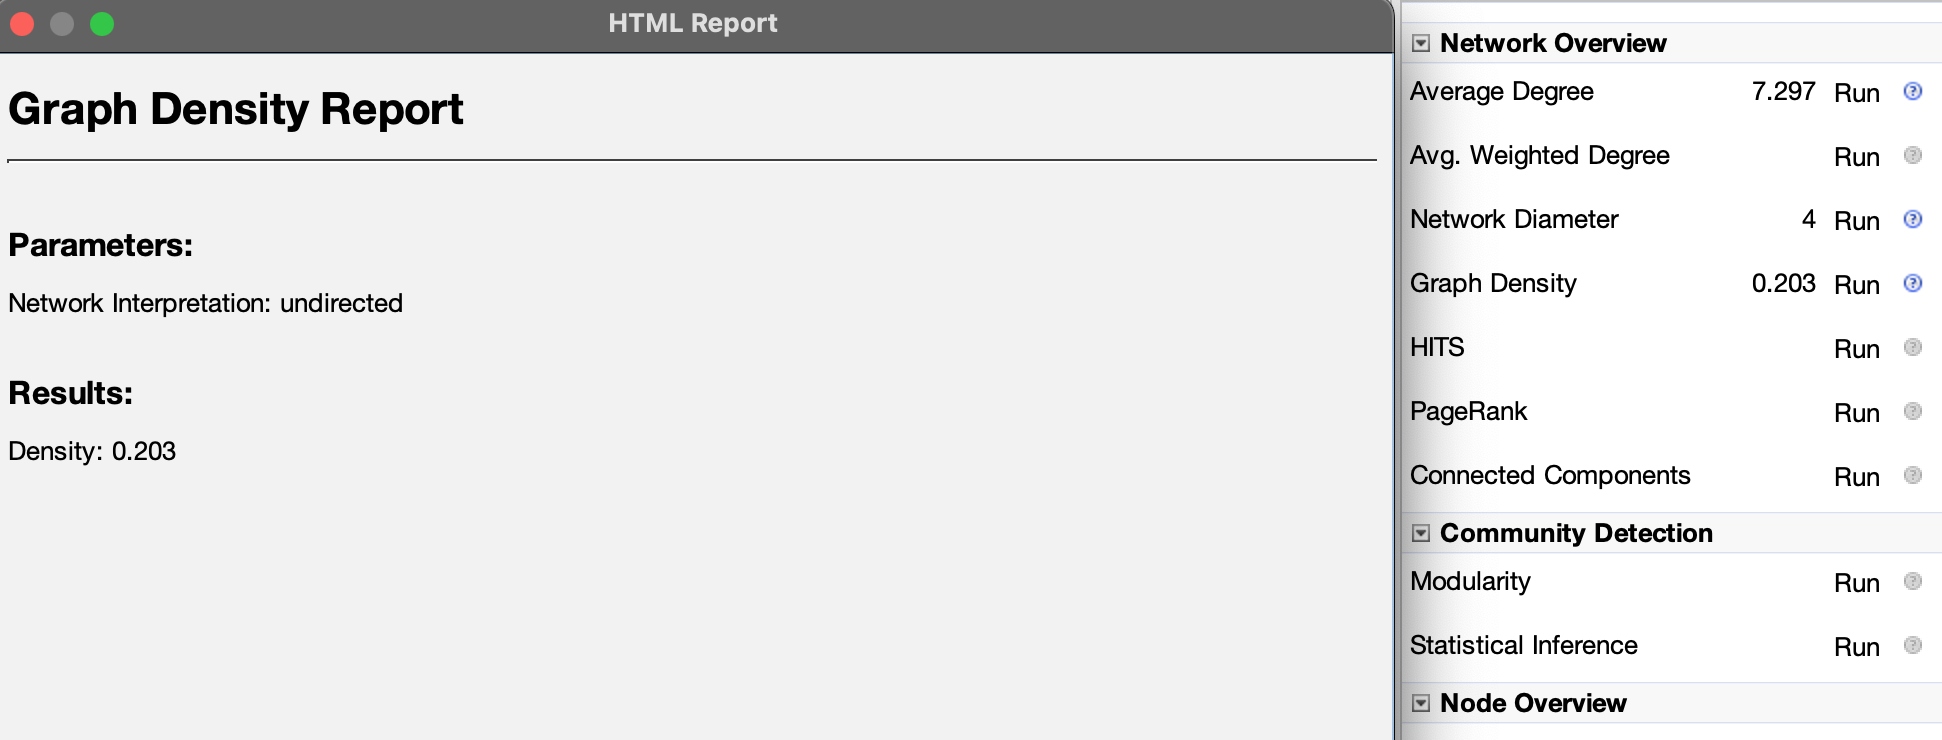 HTML Report
Graph Density Report
Parameters:
Network Interpretation: undirected
Results:
Density: 0.203
Network Overview
Average Degree 7.297 Run
Avg. Weighted Degree Run
Network Diameter 4 Run
Graph Density 0.203 Run
HITS Run
PageRank Run
Connected Components Run
Community Detection
Modularity Run
Statistical Inference Run
Node Overview